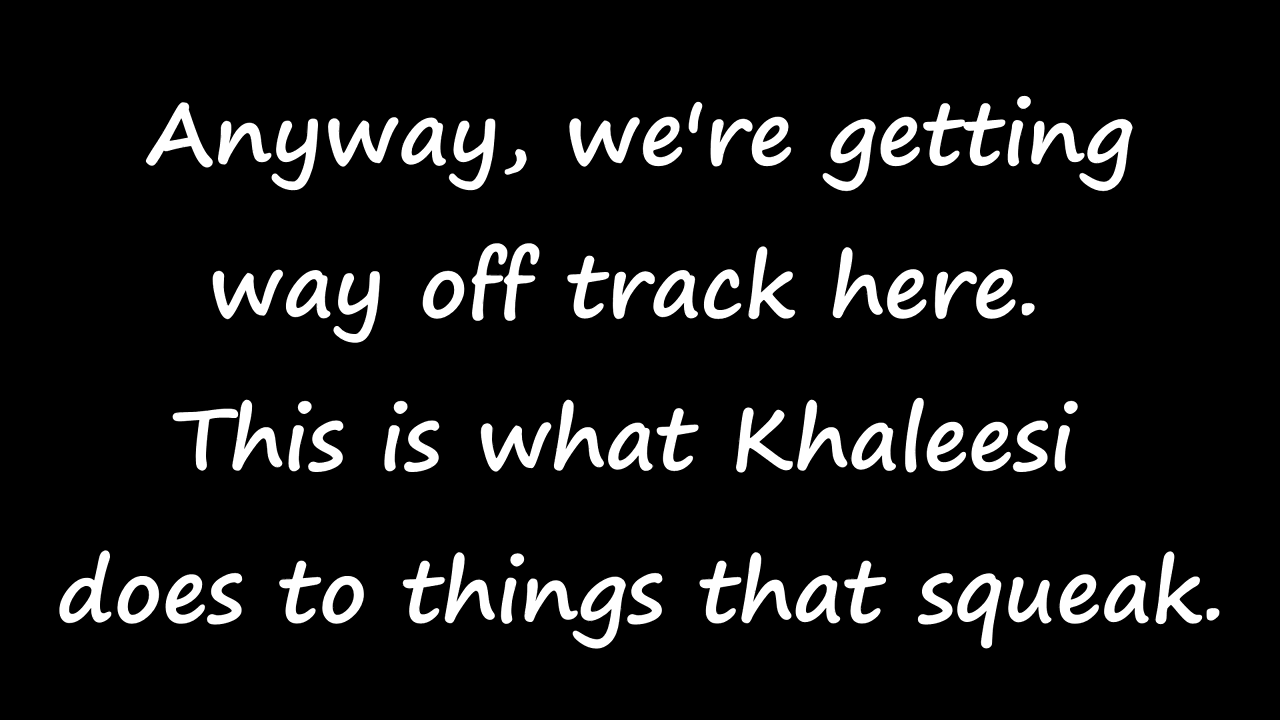 Anyway, we're getting
way off track here.
This is what Khaleesi
does to things that squeak.